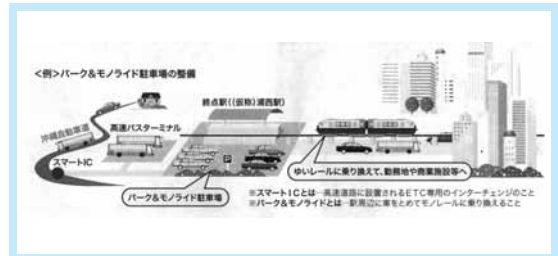 <例>パーク&モノライド駐車場の整備
終点駅((仮称)浦西駅)
沖縄自動車道
高速バスターミナル
スマートIC
P
ゆいレールに乗り換えて、勤務地や商業施設等へ
パーク&モノライド駐車場
※スマートICとは…高速道路に設置されるETC専用のインターチェンジのこと
※パーク&モノライドとは…駅周辺に車をとめてモノレールに乗り換えること